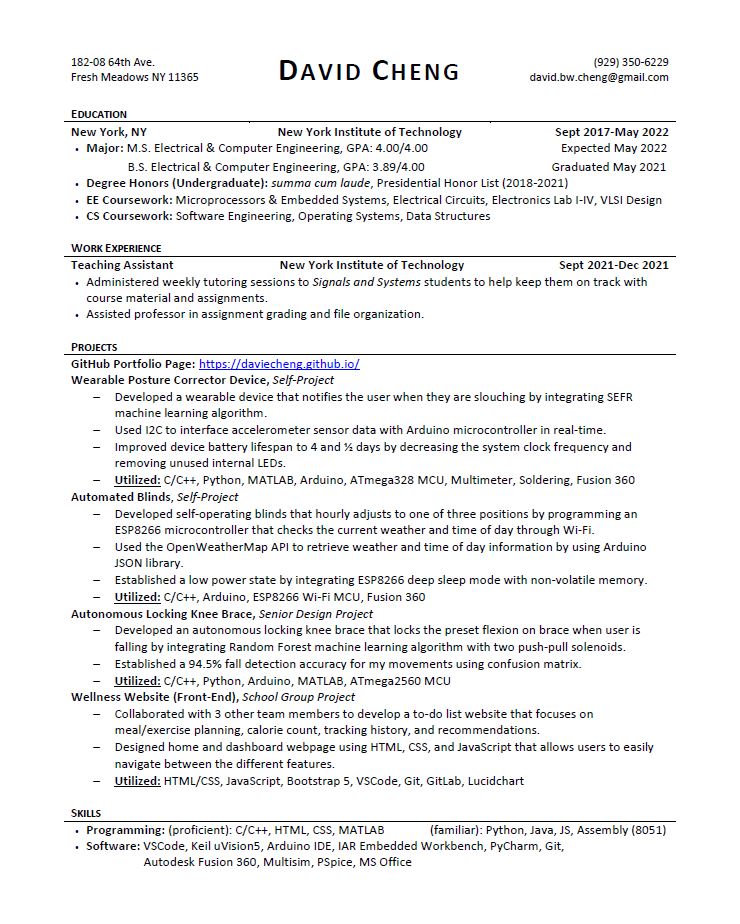 182-08 64th Ave.
Fresh Meadows NY 11365
DAVID CHENG
(929) 350-6229
david.bw.cheng@gmail.com
EDUCATION
New York, NY New York Institute of Technology Sept 2017-May 2022
• Major: M.S. Electrical & Computer Engineering, GPA: 4.00/4.00 Expected May 2022
B.S. Electrical & Computer Engineering, GPA: 3.89/4.00 Graduated May 2021
• Degree Honors (Undergraduate): summa cum laude, Presidential Honor List (2018-2021)
• EE Coursework: Microprocessors & Embedded Systems, Electrical Circuits, Electronics Lab I-IV, VLSI Design
• CS Coursework: Software Engineering, Operating Systems, Data Structures
WORK EXPERIENCE
Teaching Assistant New York Institute of Technology Sept 2021-Dec 2021
• Administered weekly tutoring sessions to Signals and Systems students to help keep them on track with
course material and assignments.
• Assisted professor in assignment grading and file organization.
PROJECTS
GitHub Portfolio Page: https://daviecheng.github.io/
Wearable Posture Corrector Device, Self-Project
– Developed a wearable device that notifies the user when they are slouching by integrating SEFR
machine learning algorithm.
– Used I2C to interface accelerometer sensor data with Arduino microcontroller in real-time.
– Improved device battery lifespan to 4 and ½ days by decreasing the system clock frequency and
removing unused internal LEDs.
– Utilized: C/C++, Python, MATLAB, Arduino, ATmega328 MCU, Multimeter, Soldering, Fusion 360
Automated Blinds, Self-Project
– Developed self-operating blinds that hourly adjusts to one of three positions by programming an
ESP8266 microcontroller that checks the current weather and time of day through Wi-Fi.
– Used the OpenWeatherMap API to retrieve weather and time of day information by using Arduino
JSON library.
– Established a low power state by integrating ESP8266 deep sleep mode with non-volatile memory.
– Utilized: C/C++, Arduino, ESP8266 Wi-Fi MCU, Fusion 360
Autonomous Locking Knee Brace, Senior Design Project
– Developed an autonomous locking knee brace that locks the preset flexion on brace when user is
falling by integrating Random Forest machine learning algorithm with two push-pull solenoids.
– Established a 94.5% fall detection accuracy for my movements using confusion matrix.
– Utilized: C/C++, Python, Arduino, MATLAB, ATmega2560 MCU
Wellness Website (Front-End), School Group Project
– Collaborated with 3 other team members to develop a to-do list website that focuses on
meal/exercise planning, calorie count, tracking history, and recommendations.
– Designed home and dashboard webpage using HTML, CSS, and JavaScript that allows users to easily
navigate between the different features.
– Utilized: HTML/CSS, JavaScript, Bootstrap 5, VSCode, Git, GitLab, Lucidchart
SKILLS
• Programming: (proficient): C/C++, HTML, CSS, MATLAB (familiar): Python, Java, JS, Assembly (8051)
• Software: VSCode, Keil uVision5, Arduino IDE, IAR Embedded Workbench, PyCharm, Git,
Autodesk Fusion 360, Multisim, PSpice, MS Office